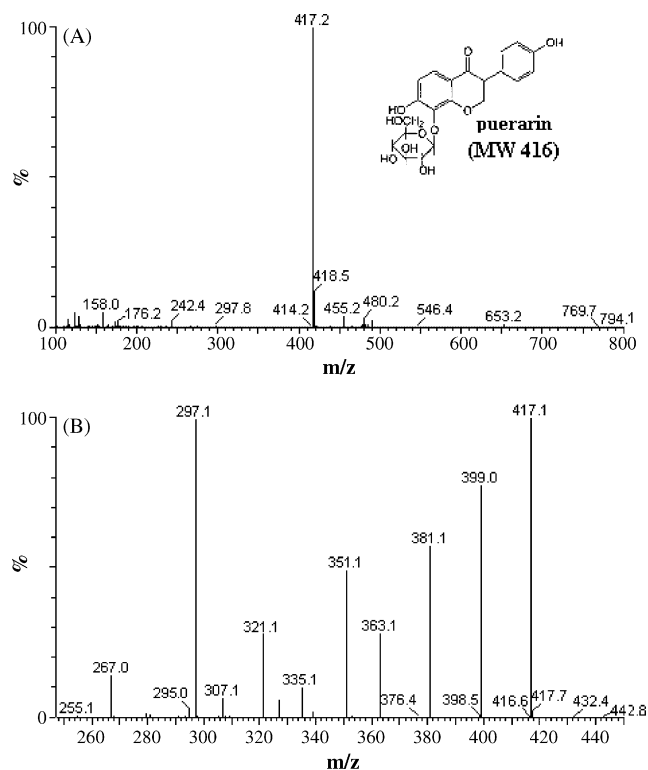 (A)
100
417.2
%
0
158.0
176.2
242.4
297.8
414.2
418.5
455.2
480.2
546.4
653.2
769.7
794.1
100 200 300 400 500 600 700 800
m/z
O
OH
HO
O
HOCH2
O
O
OH
HO
OH
puerarin
(MW 416)
(B)
100
297.1
417.1
399.0
381.1
351.1
321.1
363.1
267.0
335.1
295.0
307.1
255.1
376.4
398.5
416.6
417.7
432.4
442.8
%
0
260 280 300 320 340 360 380 400 420 440
m/z